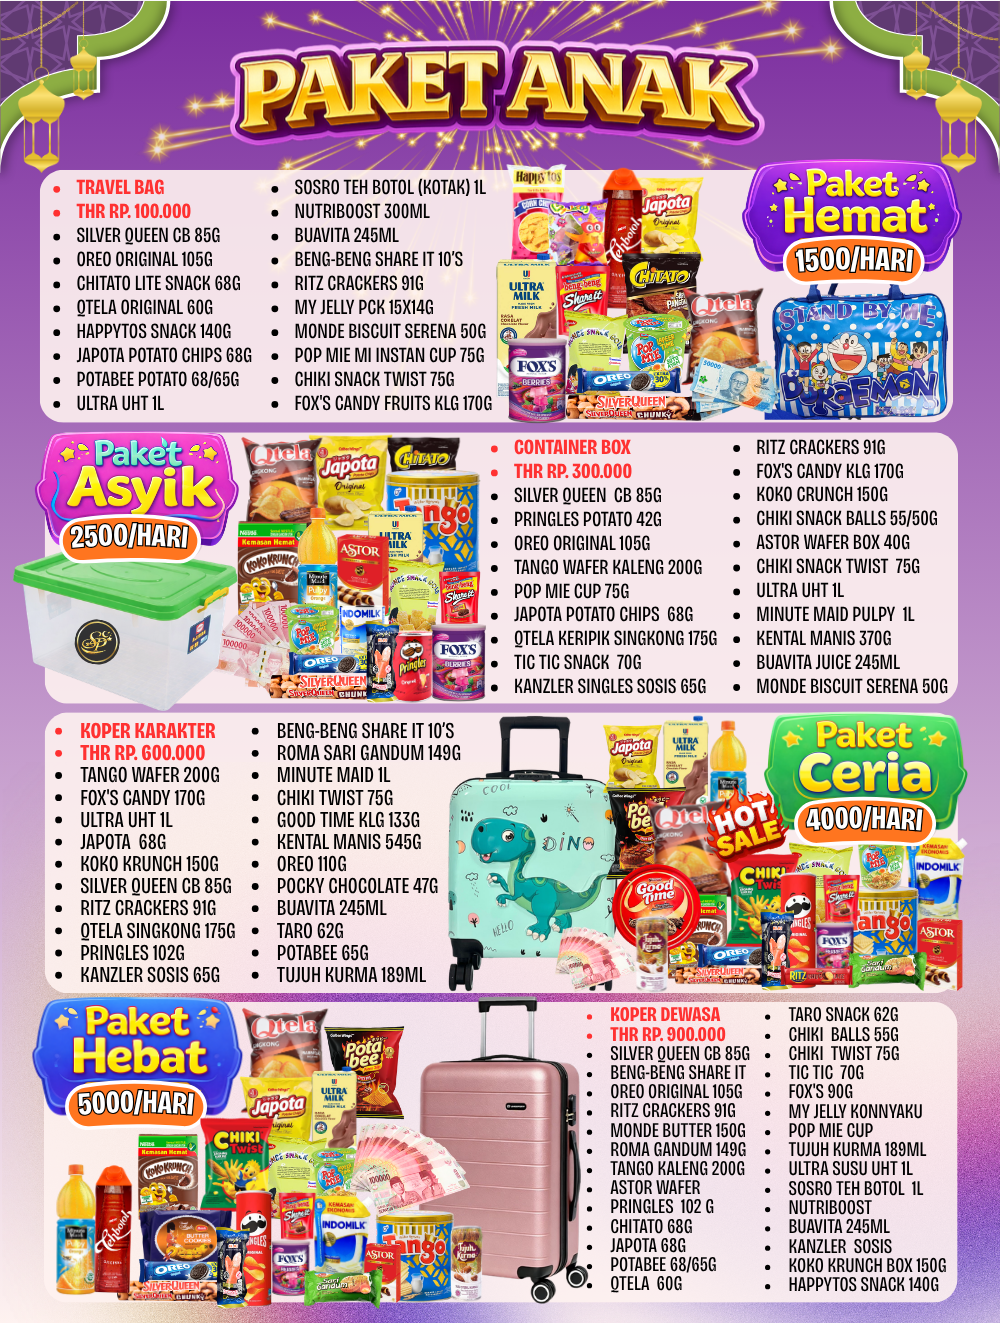 PAKET ANAK
TRAVEL BAG
THR RP. 100.000
SILVER QUEEN CB 85G
OREO ORIGINAL 105G
CHITATO LITE SNACK 68G
QTELA ORIGINAL 60G
HAPPYTOS SNACK 140G
JAPOTA POTATO CHIPS 68G
POTABEE POTATO 68/65G
ULTRA UHT 1L
SOSRO TEH BOTOL (KOTAK) 1L
NUTRIBOOST 300ML
BUAVITA 245ML
BENG-BENG SHARE IT 10'S
RITZ CRACKERS 91G
MY JELLY PCK 15X14G
MONDE BISCUIT SERENA 50G
POP MIE MI INSTAN CUP 75G
CHIKI SNACK TWIST 75G
FOX'S CANDY FRUITS KLG 170G
Paket
Hemat
1500/HARI
STAND BY ME
DORAEMON
Paket
Asyik
2500/HARI
CONTAINER BOX
THR RP. 300.000
SILVER QUEEN CB 85G
PRINGLES POTATO 42G
OREO ORIGINAL 105G
TANGO WAFER KALENG 200G
POP MIE CUP 75G
JAPOTA POTATO CHIPS 68G
QTELA KERIPIK SINGKONG 175G
TIC TIC SNACK 70G
KANZLER SINGLES SOSIS 65G
RITZ CRACKERS 91G
FOX'S CANDY KLG 170G
KOKO CRUNCH 150G
CHIKI SNACK BALLS 55/50G
ASTOR WAFER BOX 40G
CHIKI SNACK TWIST 75G
ULTRA UHT 1L
MINUTE MAID PULPY 1L
KENTAL MANIS 370G
BUAVITA JUICE 245ML
MONDE BISCUIT SERENA 50G
KOPER KARAKTER
THR RP. 600.000
TANGO WAFER 200G
FOX'S CANDY 170G
ULTRA UHT 1L
JAPOTA 68G
KOKO KRUNCH 150G
SILVER QUEEN CB 85G
RITZ CRACKERS 91G
QTELA SINGKONG 175G
PRINGLES 102G
KANZLER SOSIS 65G
BENG-BENG SHARE IT 10'S
ROMA SARI GANDUM 149G
MINUTE MAID 1L
CHIKI TWIST 75G
GOOD TIME KLG 133G
KENTAL MANIS 545G
OREO 110G
POCKY CHOCOLATE 47G
BUAVITA 245ML
TARO 62G
POTABEE 65G
TUJUH KURMA 189ML
COOL
DINO
HELLO
HOT
SALE
Paket
Ceria
4000/HARI
Paket
Hebat
5000/HARI
KOPER DEWASA
THR RP. 900.000
SILVER QUEEN CB 85G
BENG-BENG SHARE IT
OREO ORIGINAL 105G
RITZ CRACKERS 91G
MONDE BUTTER 150G
ROMA GANDUM 149G
TANGO KALENG 200G
ASTOR WAFER
PRINGLES 102 G
CHITATO 68G
JAPOTA 68G
POTABEE 68/65G
QTELA 60G
TARO SNACK 62G
CHIKI BALLS 55G
CHIKI TWIST 75G
TIC TIC 70G
FOX'S 90G
MY JELLY KONNYAKU
POP MIE CUP
TUJUH KURMA 189ML
ULTRA SUSU UHT 1L
SOSRO TEH BOTOL 1L
NUTRIBOOST
BUAVITA 245ML
KANZLER SOSIS
KOKO KRUNCH BOX 150G
HAPPYTOS SNACK 140G